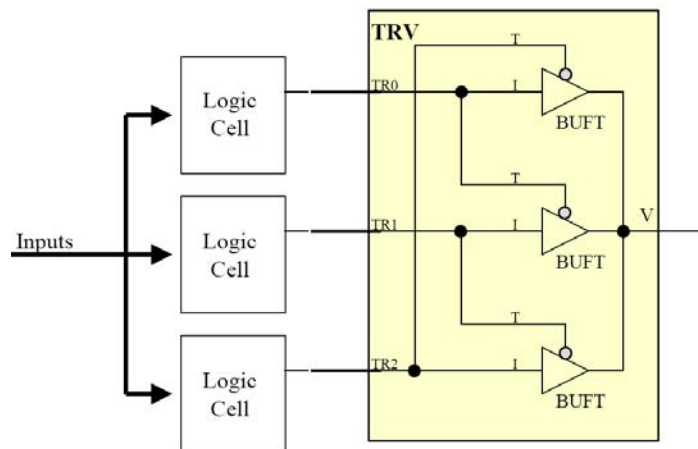 TRV
T
Logic
Cell
TR0
I
BUFT
T
Inputs
Logic
Cell
TR1
I
V
BUFT
T
Logic
Cell
TR2
I
BUFT